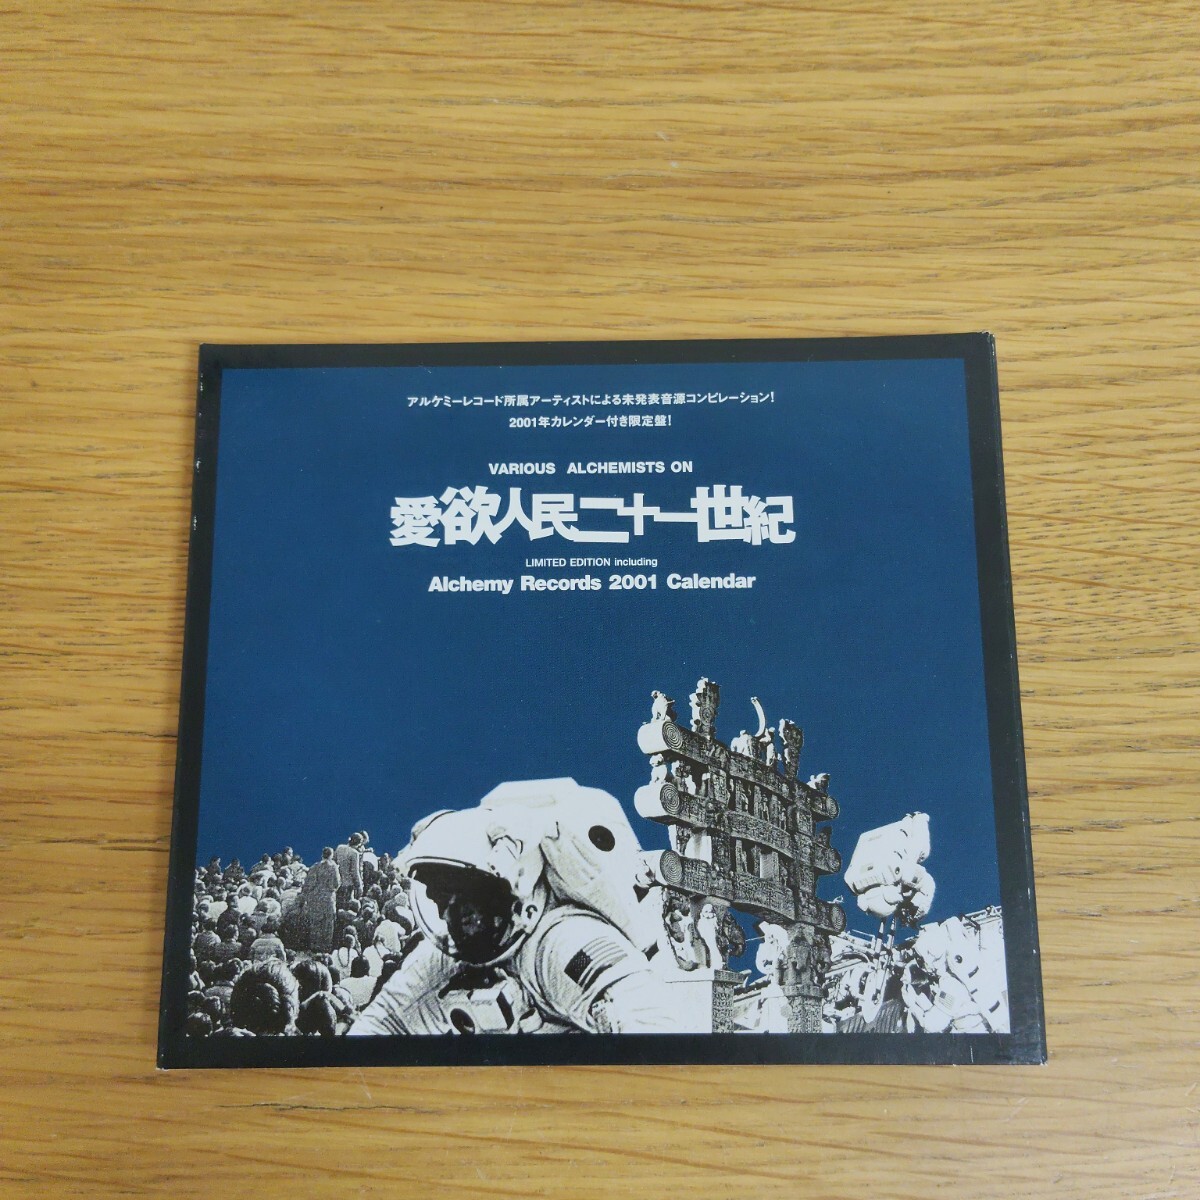 アルケミーレコード所属アーティストによる未発表音源コンピレーション!
2001年カレンダー付き限定盤!
VARIOUS ALCHEMISTS ON
愛欲人民二十一世紀
LIMITED EDITION including
Alchemy Records 2001 Calendar